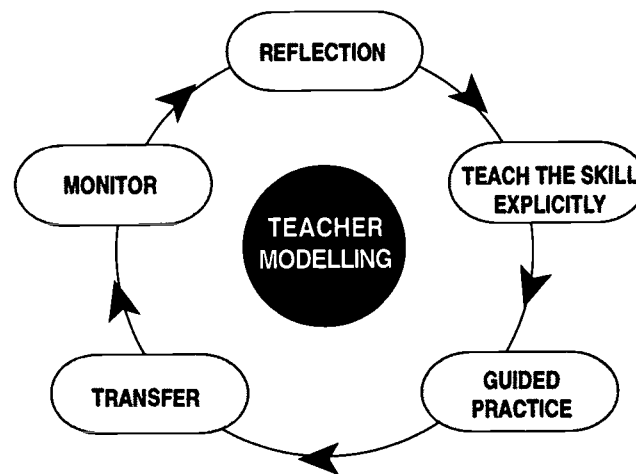 REFLECTION
TEACH THE SKILL
EXPLICITLY
GUIDED
PRACTICE
TRANSFER
MONITOR
TEACHER
MODELLING